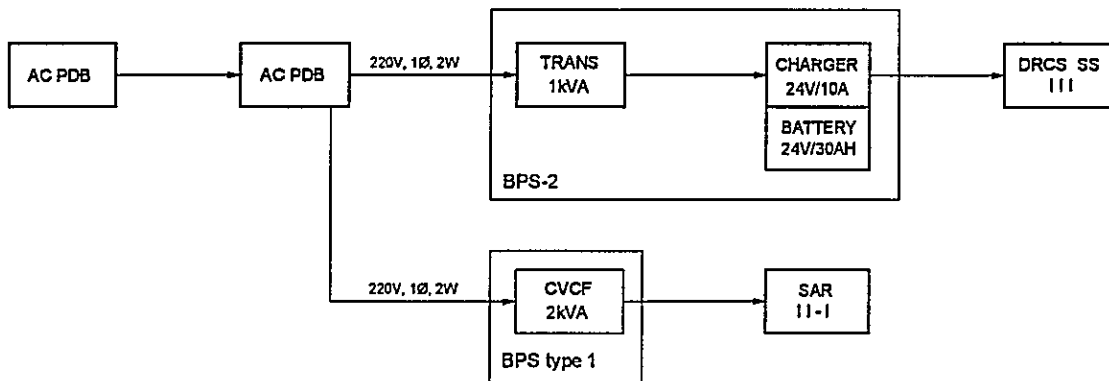 AC PDB
AC PDB
220V, 1Ø, 2W
TRANS
1kVA
CHARGER
24V/10A
BATTERY
24V/30AH
BPS-2
DRCS SS
III
220V, 1Ø, 2W
CVCF
2kVA
BPS type 1
SAR
II-I